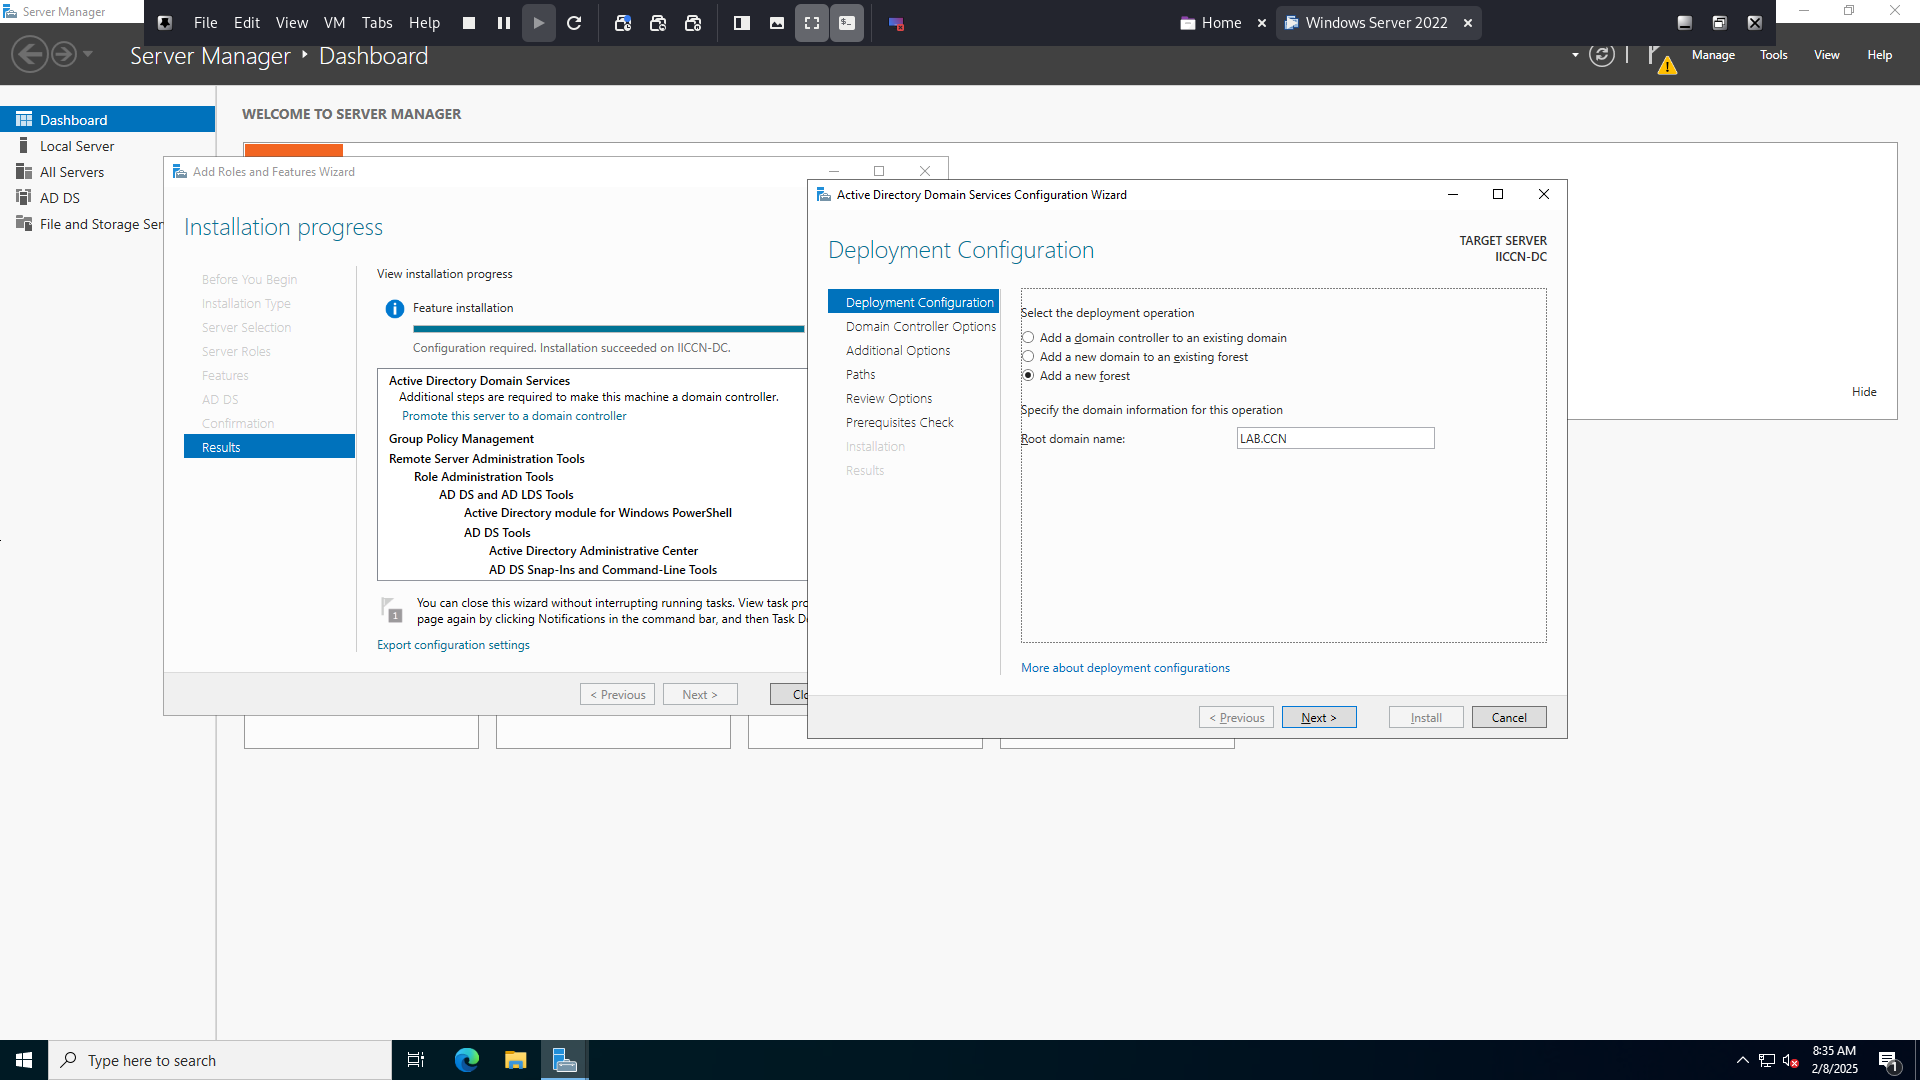 Server Manager
File Edit View VM Tabs Help
Home
Windows Server 2022
Server Manager Dashboard
Manage Tools View Help
Dashboard
Local Server
All Servers
AD DS
File and Storage Ser
WELCOME TO SERVER MANAGER
Hide
Add Roles and Features Wizard
Installation progress
Before You Begin
Installation Type
Server Selection
Server Roles
Features
AD DS
Confirmation
Results
View installation progress
Feature installation
Configuration required. Installation succeeded on IICCN-DC.
Active Directory Domain Services
Additional steps are required to make this machine a domain controller.
Promote this server to a domain controller
Group Policy Management
Remote Server Administration Tools
Role Administration Tools
AD DS and AD LDS Tools
Active Directory module for Windows PowerShell
AD DS Tools
Active Directory Administrative Center
AD DS Snap-Ins and Command-Line Tools
1
You can close this wizard without interrupting running tasks. View task pro
page again by clicking Notifications in the command bar, and then Task D
Export configuration settings
< Previous
Next >
Clo
Active Directory Domain Services Configuration Wizard
Deployment Configuration
TARGET SERVER
IICCN-DC
Deployment Configuration
Domain Controller Options
Additional Options
Paths
Review Options
Prerequisites Check
Installation
Results
Select the deployment operation
Add a domain controller to an existing domain
Add a new domain to an existing forest
Add a new forest
Specify the domain information for this operation
Root domain name: LAB.CCN
More about deployment configurations
< Previous
Next >
Install
Cancel
Type here to search
8:35 AM
2/8/2025
1